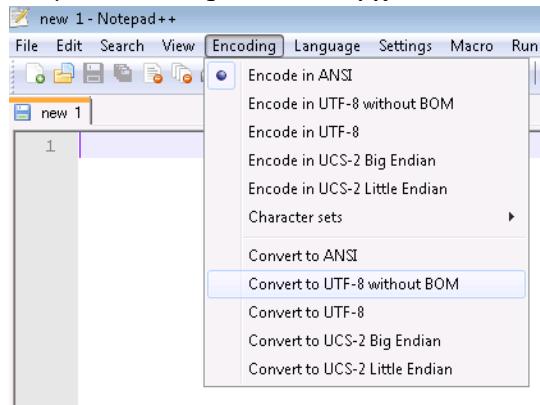 new 1 - Notepad++
File Edit Search View Encoding Language Settings Macro Run
new 1
1
Encode in ANSI
Encode in UTF-8 without BOM
Encode in UTF-8
Encode in UCS-2 Big Endian
Encode in UCS-2 Little Endian
Character sets
Convert to ANSI
Convert to UTF-8 without BOM
Convert to UTF-8
Convert to UCS-2 Big Endian
Convert to UCS-2 Little Endian